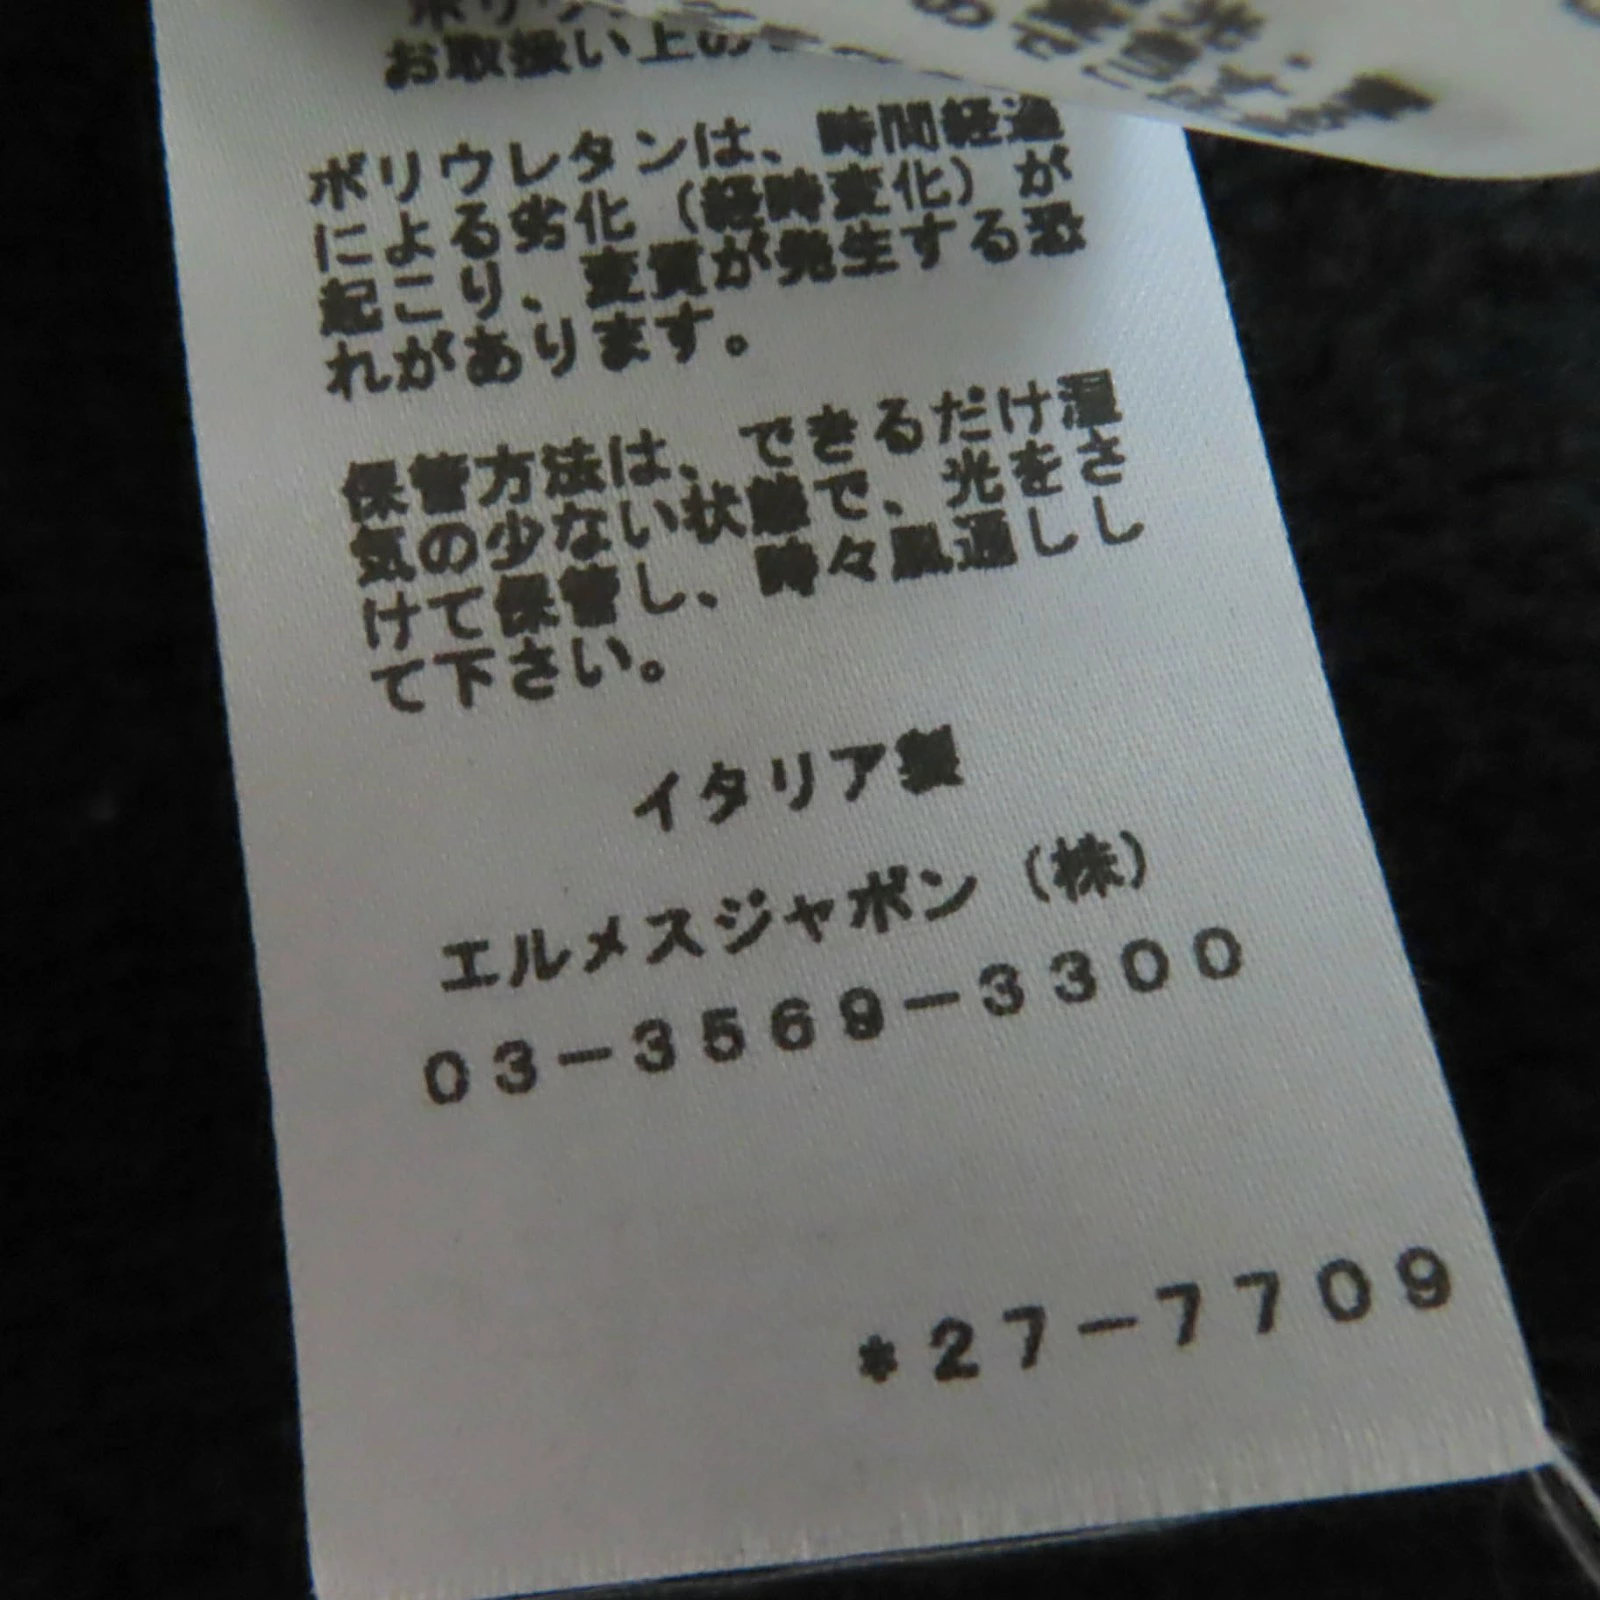 お取扱い上の
ポリウレタンは、時間経過
による劣化（経時変化）が
起こり、変質が発生する恐
れがあります。
保管方法は、できるだけ湿
気の少ない状態で、光をさ
けて保管し、時々風通しし
て下さい。
イタリア製
エルメスジャポン（株）
03-3569-3300
*27-7709